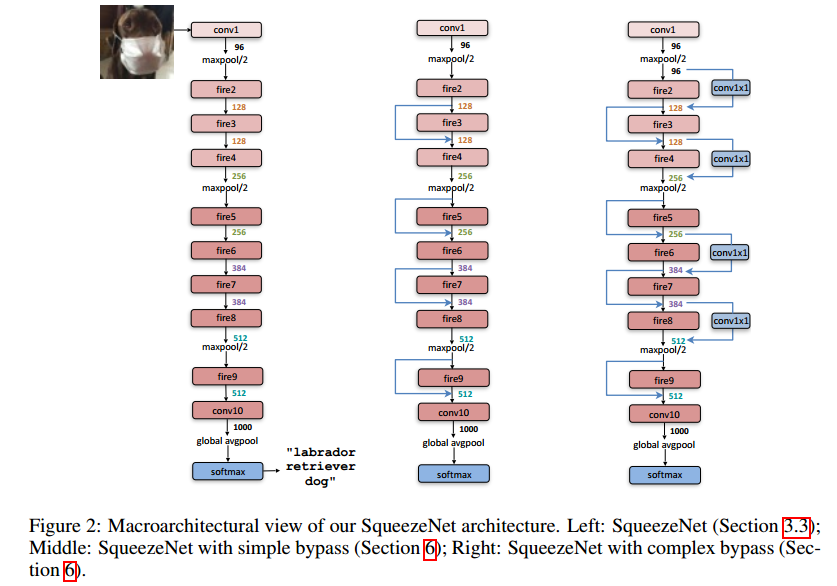 conv1
96
maxpool/2
fire2
128
fire3
128
fire4
256
maxpool/2
fire5
256
fire6
384
fire7
384
fire8
512
maxpool/2
fire9
512
conv10
1000
global avgpool
softmax
"labrador
retriever
dog"
conv1
96
maxpool/2
fire2
128
fire3
128
fire4
256
maxpool/2
fire5
256
fire6
384
fire7
384
fire8
512
maxpool/2
fire9
512
conv10
1000
global avgpool
softmax
conv1
96
maxpool/2
96
fire2
conv1x1
128
fire3
128
fire4
conv1x1
256
maxpool/2
fire5
256
fire6
conv1x1
384
fire7
384
fire8
conv1x1
512
maxpool/2
fire9
512
conv10
1000
global avgpool
softmax
Figure 2: Macroarchitectural view of our SqueezeNet architecture. Left: SqueezeNet (Section 3.3);
Middle: SqueezeNet with simple bypass (Section 6); Right: SqueezeNet with complex bypass (Sec-
tion 6).